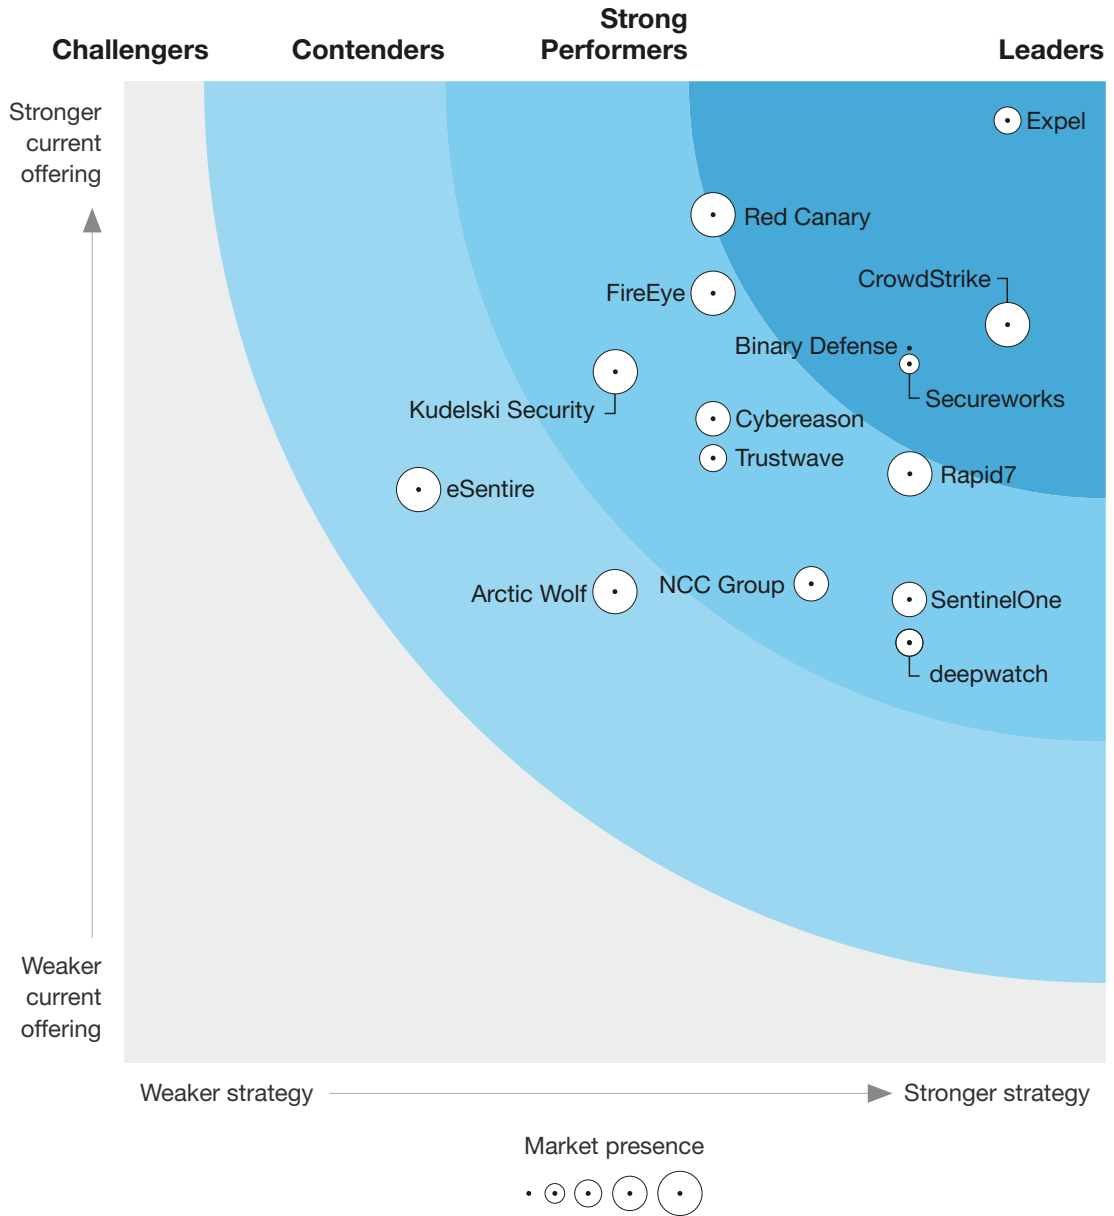 Strong
Challengers Contenders Performers Leaders
Stronger
current
offering
Expel
Red Canary
CrowdStrike
FireEye
Binary Defense
Secureworks
Kudelski Security
Cybereason
Trustwave
Rapid7
eSentire
NCC Group
Arctic Wolf
SentinelOne
deepwatch
Weaker
current
offering
Weaker strategy Stronger strategy
Market presence